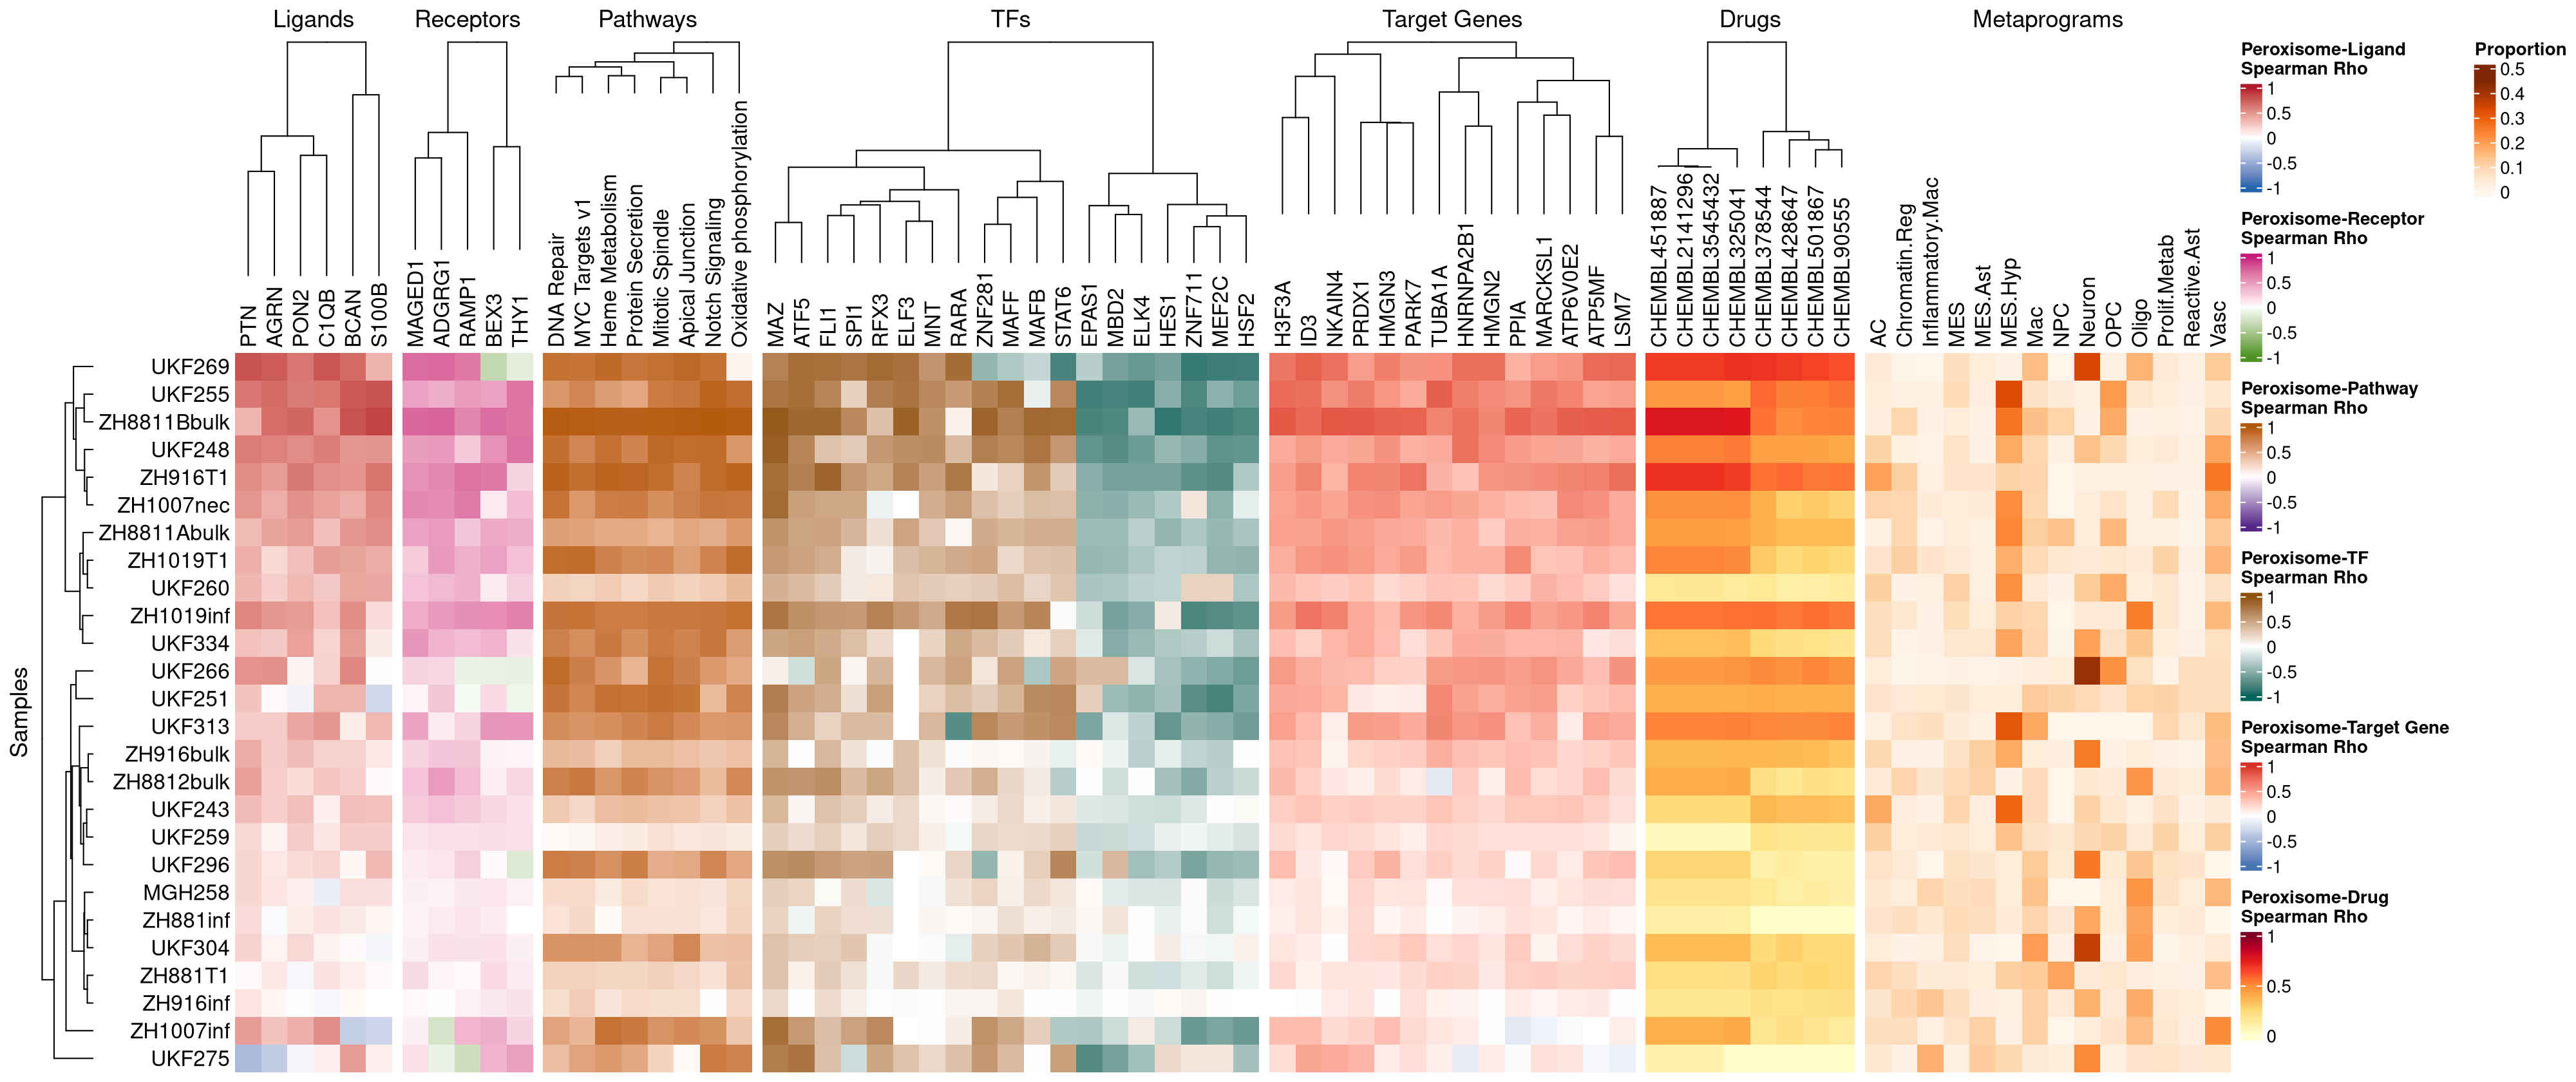 Ligands
Receptors
Pathways
TFs
Target Genes
Drugs
Metaprograms
PTN
AGRN
PON2
C1QB
BCAN
S100B
MAGED1
ADGRG1
RAMP1
BEX3
THY1
DNA Repair
MYC Targets v1
Heme Metabolism
Protein Secretion
Mitotic Spindle
Apical Junction
Notch Signaling
Oxidative phosphorylation
MAZ
ATF5
FLI1
SPI1
RFX3
ELF3
MNT
RARA
ZNF281
MAFF
MAFB
STAT6
EPAS1
MBD2
ELK4
HES1
ZNF711
MEF2C
HSF2
H3F3A
ID3
NKAIN4
PRDX1
HMGN3
PARK7
TUBA1A
HNRNPA2B1
HMGN2
PPIA
MARCKSL1
ATP6V0E2
ATP5MF
LSM7
CHEMBL451887
CHEMBL2141296
CHEMBL3545432
CHEMBL325041
CHEMBL378544
CHEMBL428647
CHEMBL501867
CHEMBL90555
AC
Chromatin.Reg
Inflammatory.Mac
MES
MES.Ast
MES.Hyp
Mac
NPC
Neuron
OPC
Oligo
Prolif.Metab
Reactive.Ast
Vasc
Samples
UKF269
UKF255
ZH8811Bbulk
UKF248
ZH916T1
ZH1007nec
ZH8811Abulk
ZH1019T1
UKF260
ZH1019inf
UKF334
UKF266
UKF251
UKF313
ZH916bulk
ZH8812bulk
UKF243
UKF259
UKF296
MGH258
ZH881inf
UKF304
ZH881T1
ZH916inf
ZH1007inf
UKF275
Peroxisome-Ligand
Spearman Rho
1
0.5
0
-0.5
-1
Peroxisome-Receptor
Spearman Rho
1
0.5
0
-0.5
-1
Peroxisome-Pathway
Spearman Rho
1
0.5
0
-0.5
-1
Peroxisome-TF
Spearman Rho
1
0.5
0
-0.5
-1
Peroxisome-Target Gene
Spearman Rho
1
0.5
0
-0.5
-1
Peroxisome-Drug
Spearman Rho
1
0.5
0
Proportion
0.5
0.4
0.3
0.2
0.1
0